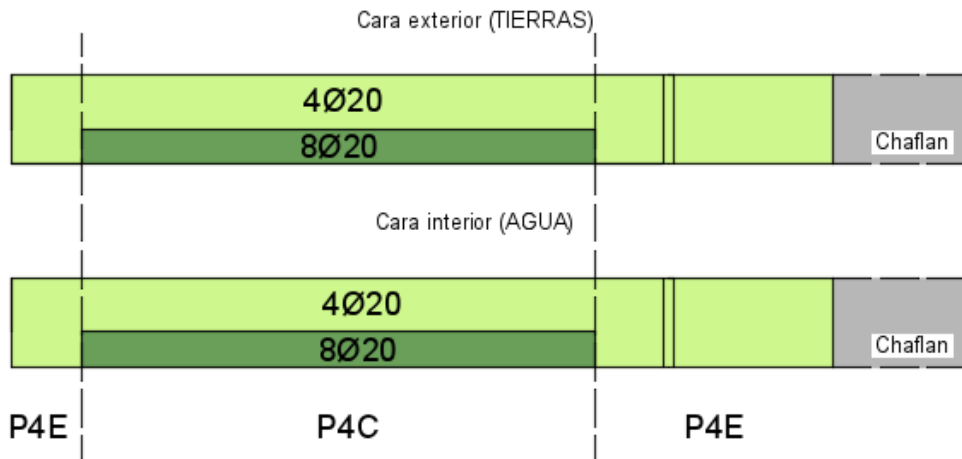 Cara exterior (TIERRAS)
4Ø20
8Ø20
Chaflan
Cara interior (AGUA)
4Ø20
8Ø20
Chaflan
P4E P4C P4E